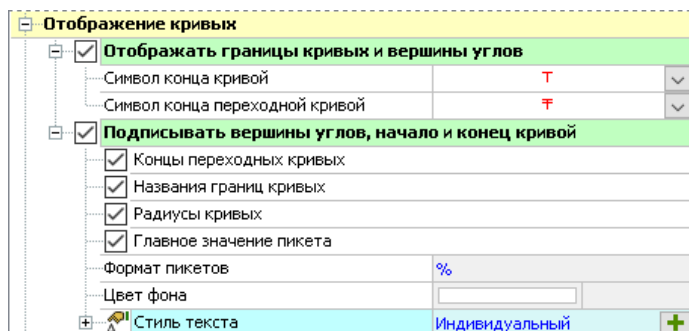 Отображение кривых
Отображать границы кривых и вершины углов
Символ конца кривой
Символ конца переходной кривой
Подписывать вершины углов, начало и конец кривой
Концы переходных кривых
Названия границ кривых
Радиусы кривых
Главное значение пикета
Формат пикетов %
Цвет фона
Стиль текста Индивидуальный